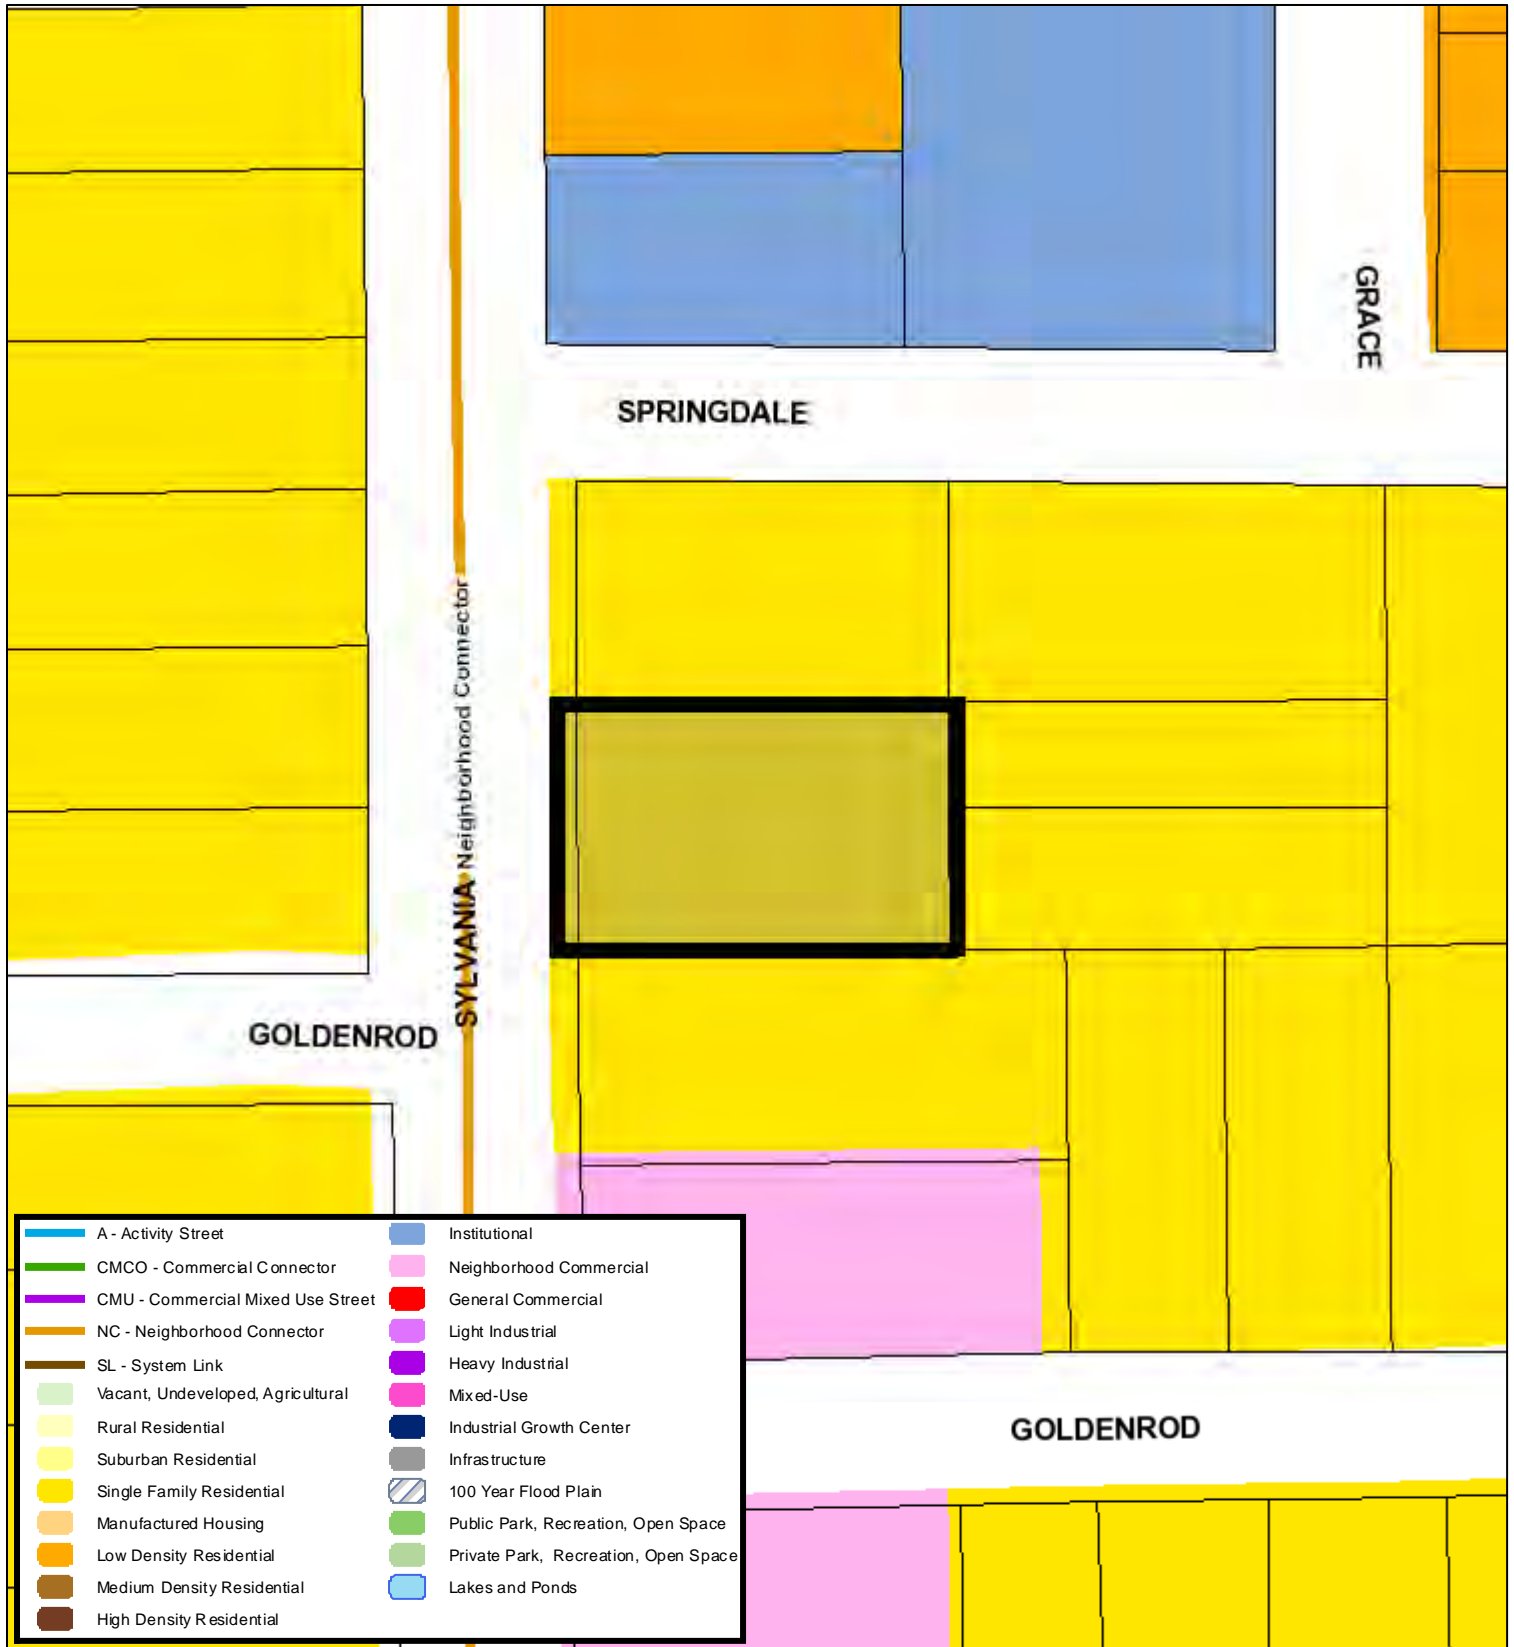 GRACE
SPRINGDALE
SYLVANIA Neighborhood Connector
GOLDENROD
A - Activity Street
CMCO - Commercial Connector
CMU - Commercial Mixed Use Street
NC - Neighborhood Connector
SL - System Link
Vacant, Undeveloped, Agricultural
Rural Residential
Suburban Residential
Single Family Residential
Manufactured Housing
Low Density Residential
Medium Density Residential
High Density Residential
Institutional
Neighborhood Commercial
General Commercial
Light Industrial
Heavy Industrial
Mixed-Use
Industrial Growth Center
Infrastructure
100 Year Flood Plain
Public Park, Recreation, Open Space
Private Park, Recreation, Open Space
Lakes and Ponds
GOLDENROD